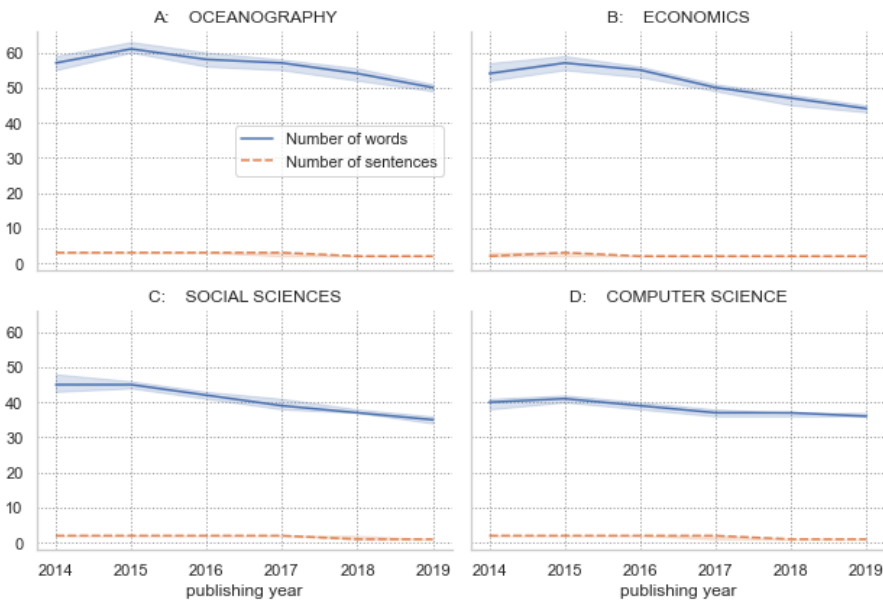 A: OCEANOGRAPHY
B: ECONOMICS
60
50
40
30
20
10
0
Number of words
Number of sentences
C: SOCIAL SCIENCES
D: COMPUTER SCIENCE
60
50
40
30
20
10
0
2014 2015 2016 2017 2018 2019
publishing year
2014 2015 2016 2017 2018 2019
publishing year